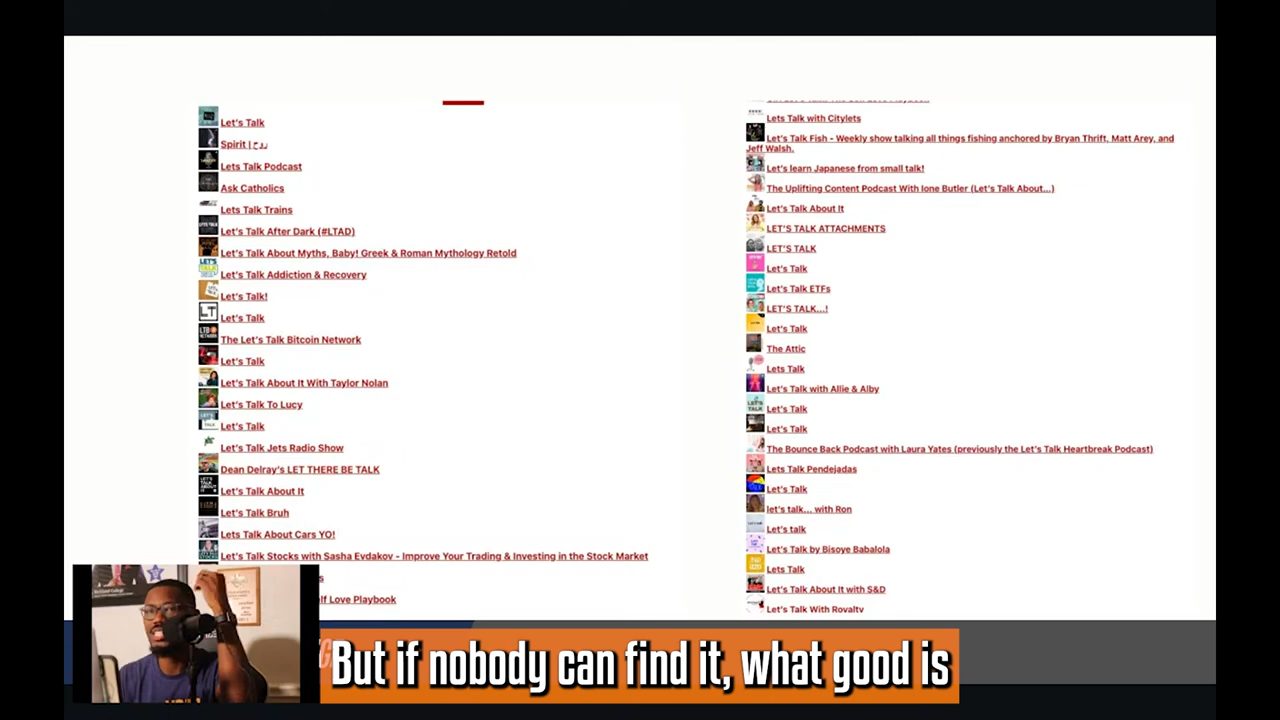 Let's Talk
Spirit | روح
Lets Talk Podcast
Ask Catholics
Lets Talk Trains
Let's Talk After Dark (#LTAD)
Let's Talk About Myths, Baby! Greek & Roman Mythology Retold
Let's Talk Addiction & Recovery
Let's Talk!
Let's Talk
The Let's Talk Bitcoin Network
Let's Talk
Let's Talk About It With Taylor Nolan
Let's Talk To Lucy
Let's Talk
Let's Talk Jets Radio Show
Dean Delray's LET THERE BE TALK
Let's Talk About It
Let's Talk Bruh
Lets Talk About Cars YO!
Let's Talk Stocks with Sasha Evdakov - Improve Your Trading & Investing in the Stock Market
Love Playbook
Lets Talk with Citylets
Let's Talk Fish - Weekly show talking all things fishing anchored by Bryan Thrift, Matt Arey, and
Jeff Walsh.
Let's learn Japanese from small talk!
The Uplifting Content Podcast With Ione Butler (Let's Talk About...)
Let's Talk About It
LET'S TALK ATTACHMENTS
LET'S TALK
Let's Talk
Let's Talk ETFs
LET'S TALK...!
Let's Talk
The Attic
Lets Talk
Let's Talk with Allie & Alby
Let's Talk
Let's Talk
The Bounce Back Podcast with Laura Yates (previously the Let's Talk Heartbreak Podcast)
Lets Talk Pendejadas
Let's Talk
let's talk... with Ron
Let's talk
Let's Talk by Bisoye Babalola
Lets Talk
Let's Talk About It with S&D
Let's Talk With Royalty
But if nobody can find it, what good is